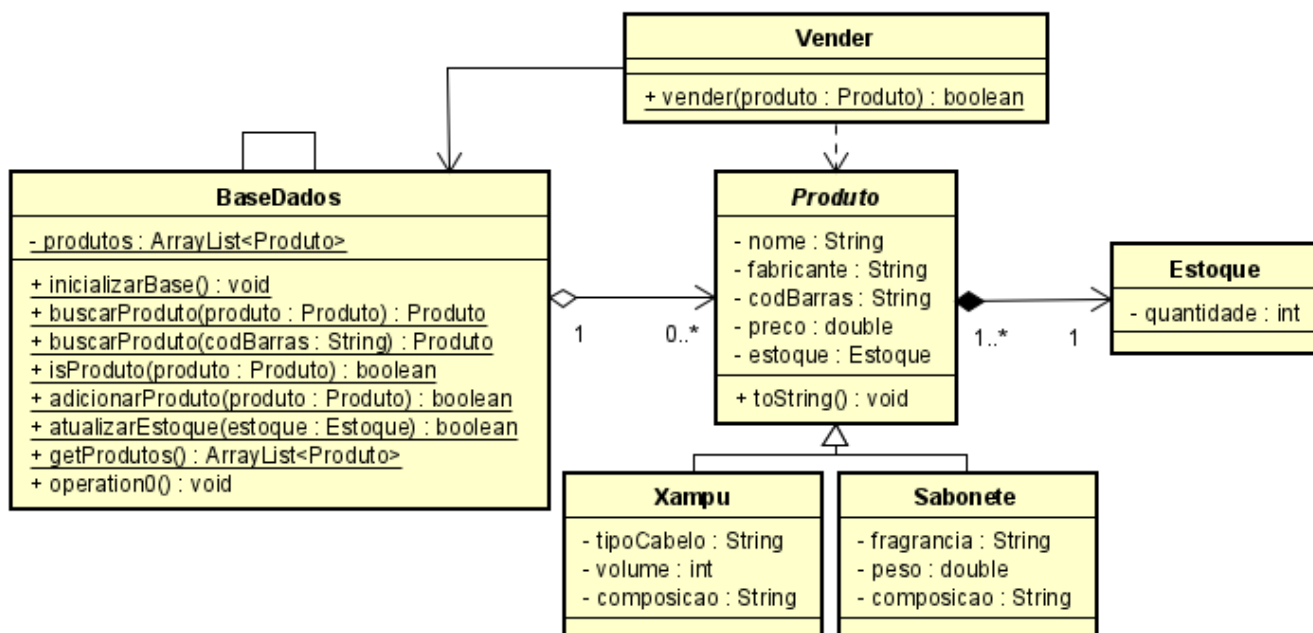 Vender
+ vender(produto : Produto) : boolean
BaseDados
- produtos : ArrayList<Produto>
+ inicializarBase() : void
+ buscarProduto(produto : Produto) : Produto
+ buscarProduto(codBarras : String) : Produto
+ isProduto(produto : Produto) : boolean
+ adicionarProduto(produto : Produto) : boolean
+ atualizarEstoque(estoque : Estoque) : boolean
+ getProdutos() : ArrayList<Produto>
+ operation0() : void
1
0..*
Produto
- nome : String
- fabricante : String
- codBarras : String
- preco : double
- estoque : Estoque
+ toString() : void
1..*
1
Estoque
- quantidade : int
Xampu
- tipoCabelo : String
- volume : int
- composicao : String
Sabonete
- fragrancia : String
- peso : double
- composicao : String